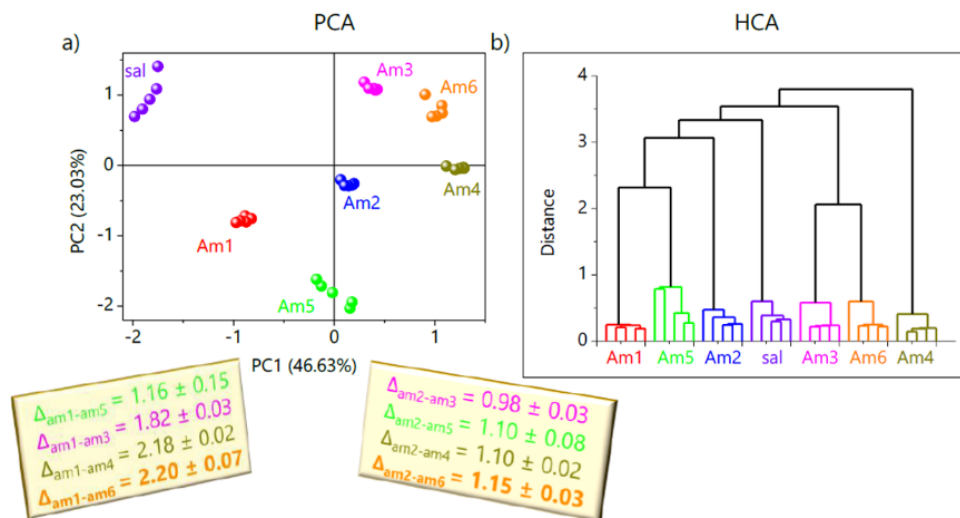 PCA
HCA
a)
b)
sal
Am3
Am6
Am4
Am2
Am1
Am5
1
0
-1
-2
PC2 (23.03%)
-2
-1
0
1
PC1 (46.63%)
4
3
2
1
0
Distance
Am1
Am5
Am2
sal
Am3
Am6
Am4
Δam1-am5 = 1.16 ± 0.15
Δam1-am3 = 1.82 ± 0.03
Δam1-am4 = 2.18 ± 0.02
Δam1-am6 = 2.20 ± 0.07
Δam2-am3 = 0.98 ± 0.03
Δam2-am5 = 1.10 ± 0.08
Δam2-am4 = 1.10 ± 0.02
Δam2-am6 = 1.15 ± 0.03